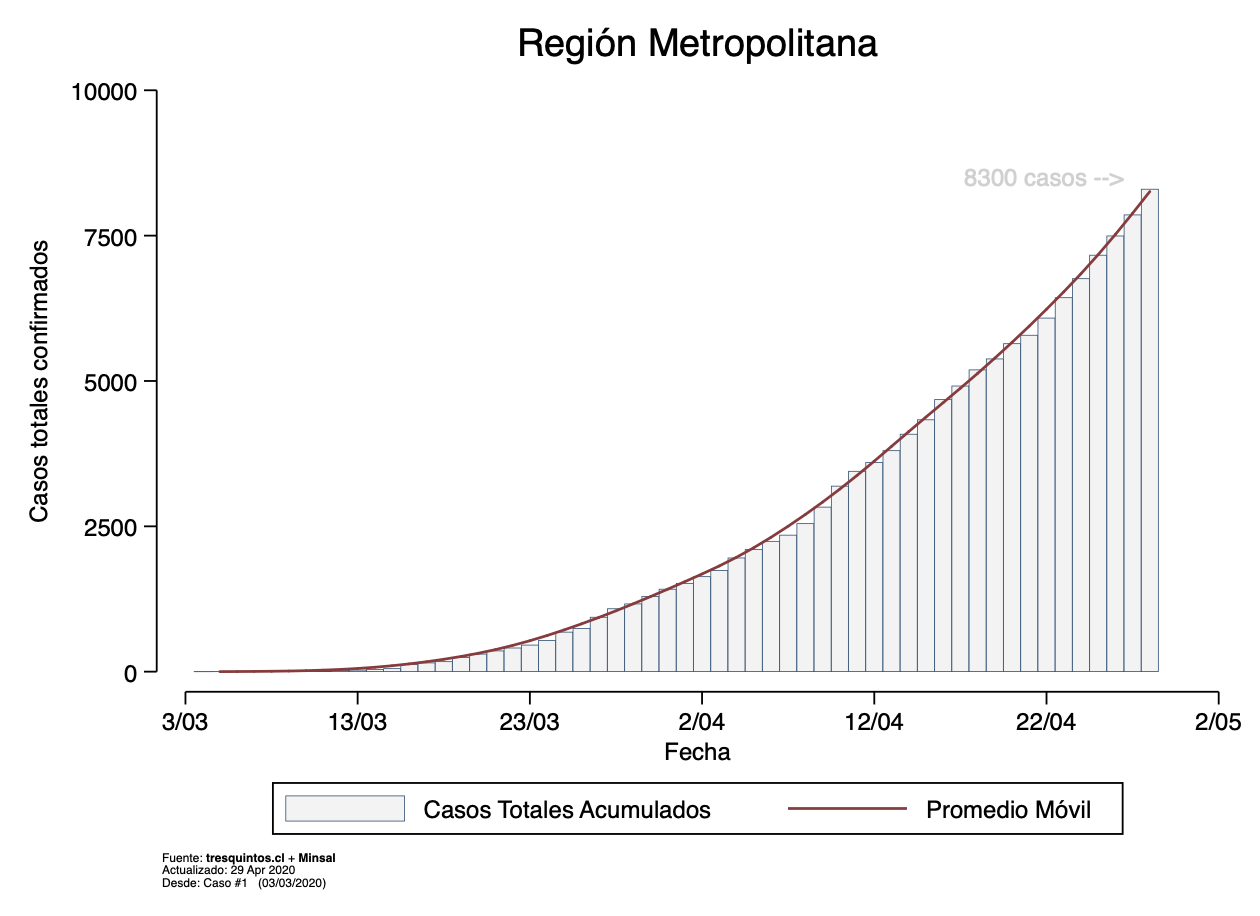 Región Metropolitana
10000
7500
5000
2500
0
Casos totales confirmados
8300 casos -->
3/03
13/03
23/03
2/04
12/04
22/04
2/05
Fecha
Casos Totales Acumulados
Promedio Móvil
Fuente: tresquintos.cl + Minsal
Actualizado: 29 Apr 2020
Desde: Caso #1 (03/03/2020)